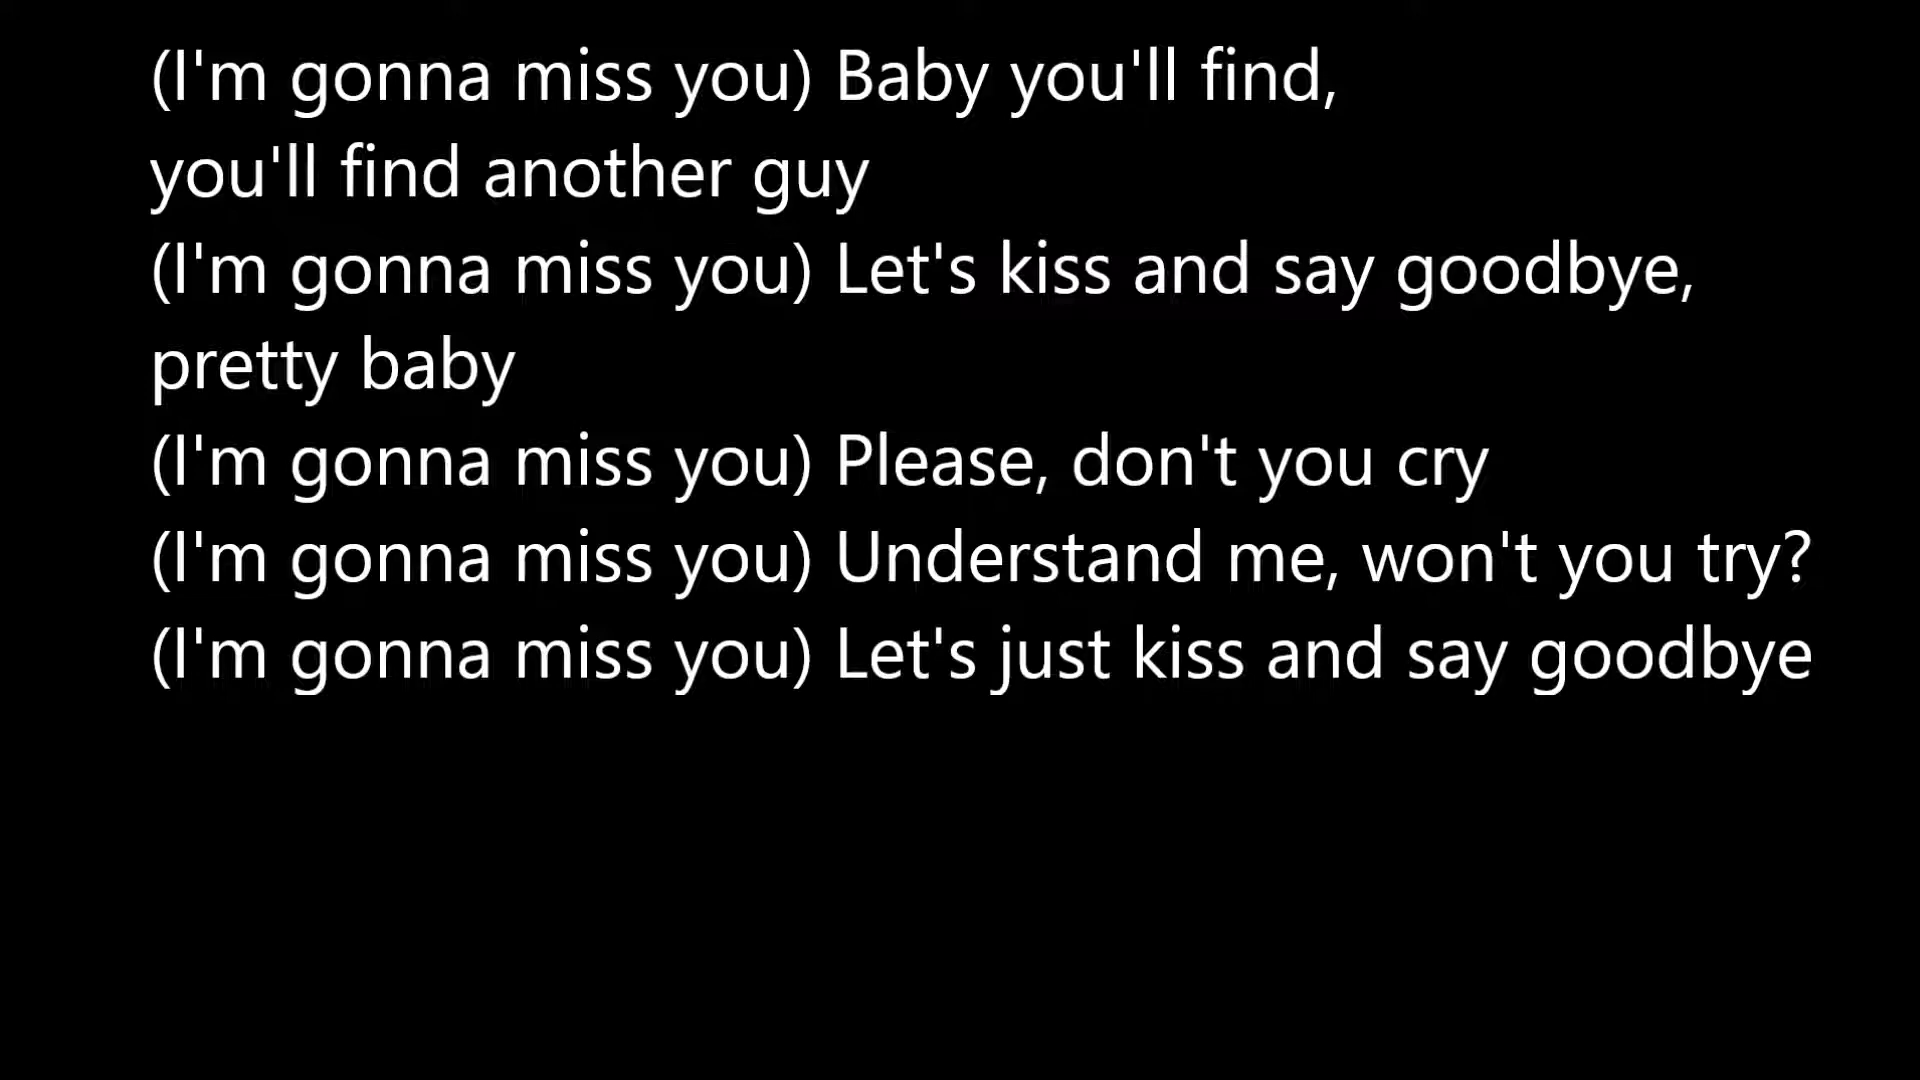 (I'm gonna miss you) Baby you'll find,
you'll find another guy
(I'm gonna miss you) Let's kiss and say goodbye,
pretty baby
(I'm gonna miss you) Please, don't you cry
(I'm gonna miss you) Understand me, won't you try?
(I'm gonna miss you) Let's just kiss and say goodbye